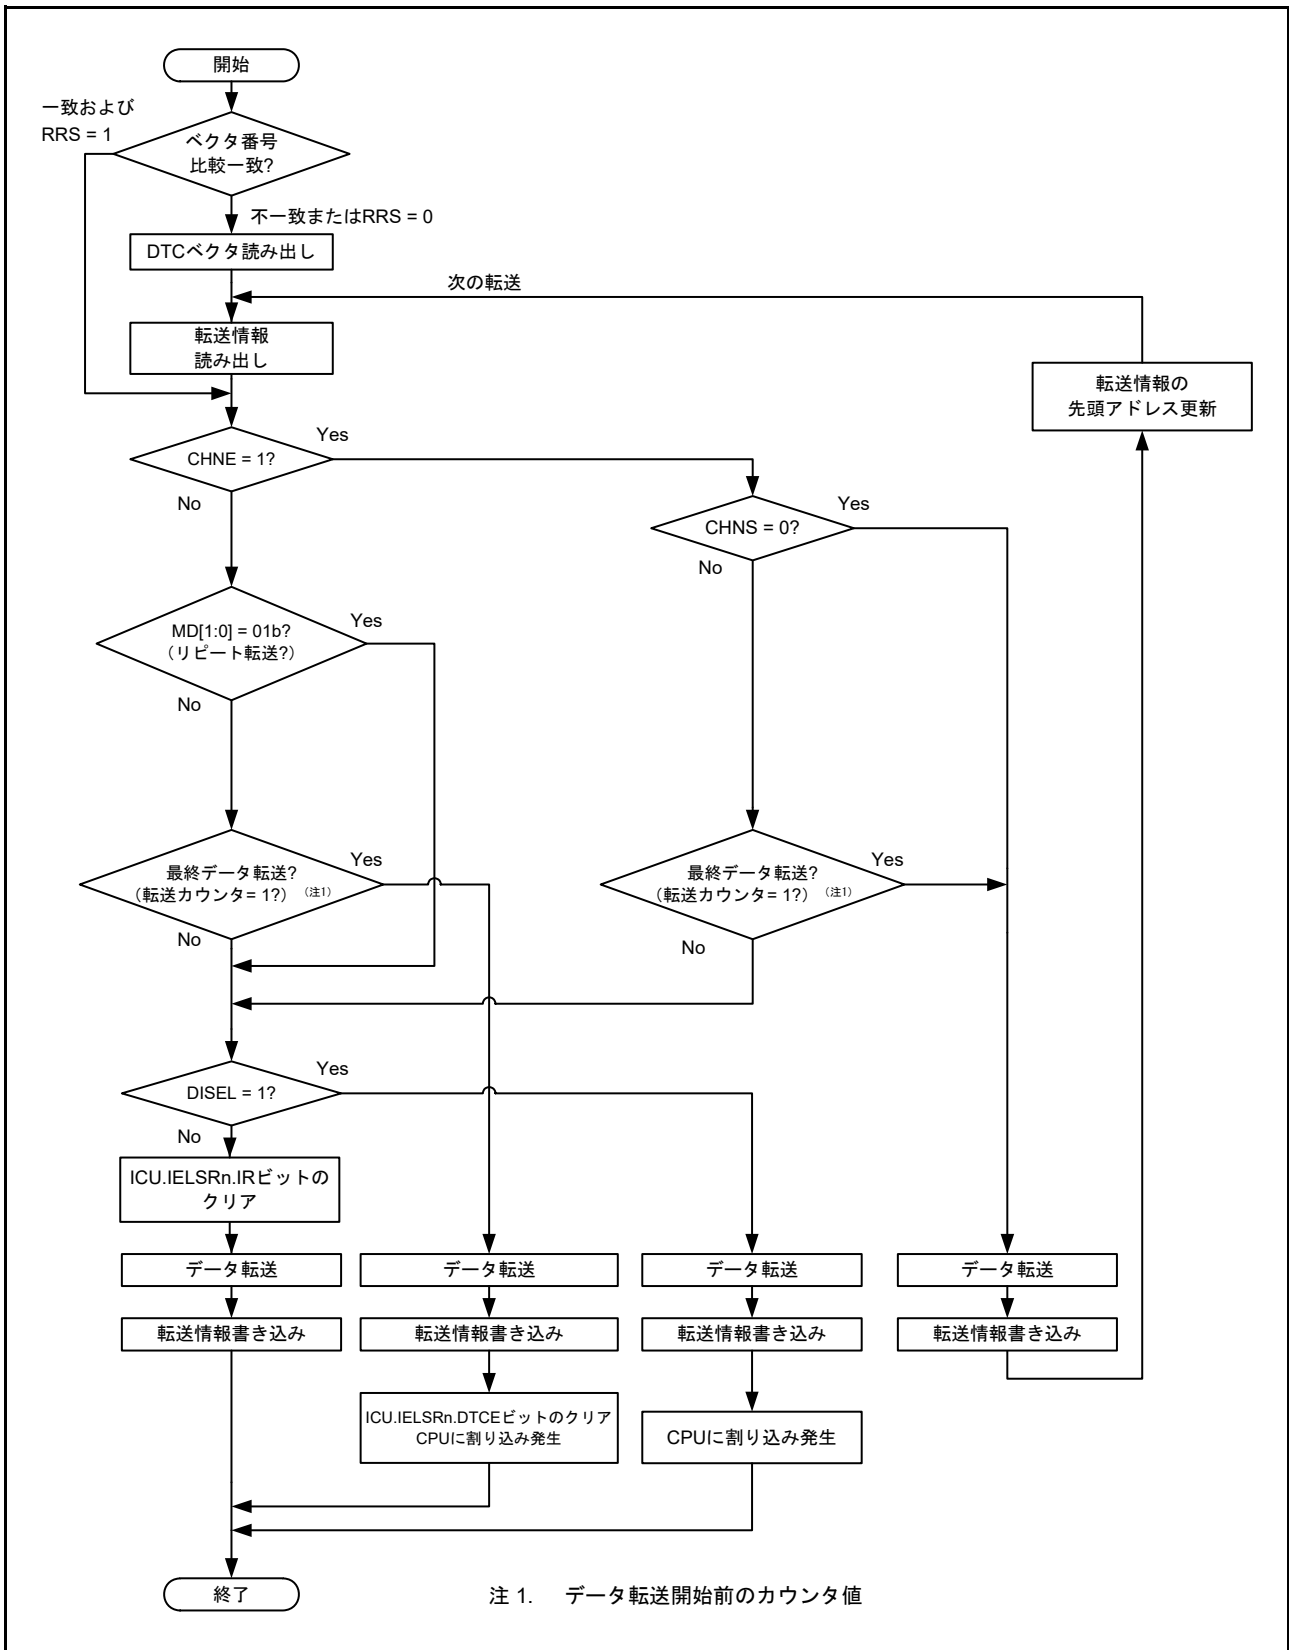 開始
一致および
RRS = 1
ベクタ番号
比較一致?
不一致またはRRS = 0
DTCベクタ読み出し
次の転送
転送情報
読み出し
転送情報の
先頭アドレス更新
CHNE = 1?
Yes
No
CHNS = 0?
Yes
No
MD[1:0] = 01b?
（リピート転送?）
Yes
No
最終データ転送?
（転送カウンタ= 1?）（注1）
Yes
No
最終データ転送?
（転送カウンタ= 1?）（注1）
Yes
No
DISEL = 1?
Yes
No
ICU.IELSRn.IRビットの
クリア
データ転送
データ転送
データ転送
データ転送
転送情報書き込み
転送情報書き込み
転送情報書き込み
転送情報書き込み
ICU.IELSRn.DTCEビットのクリア
CPUに割り込み発生
CPUに割り込み発生
終了
注 1. データ転送開始前のカウンタ値